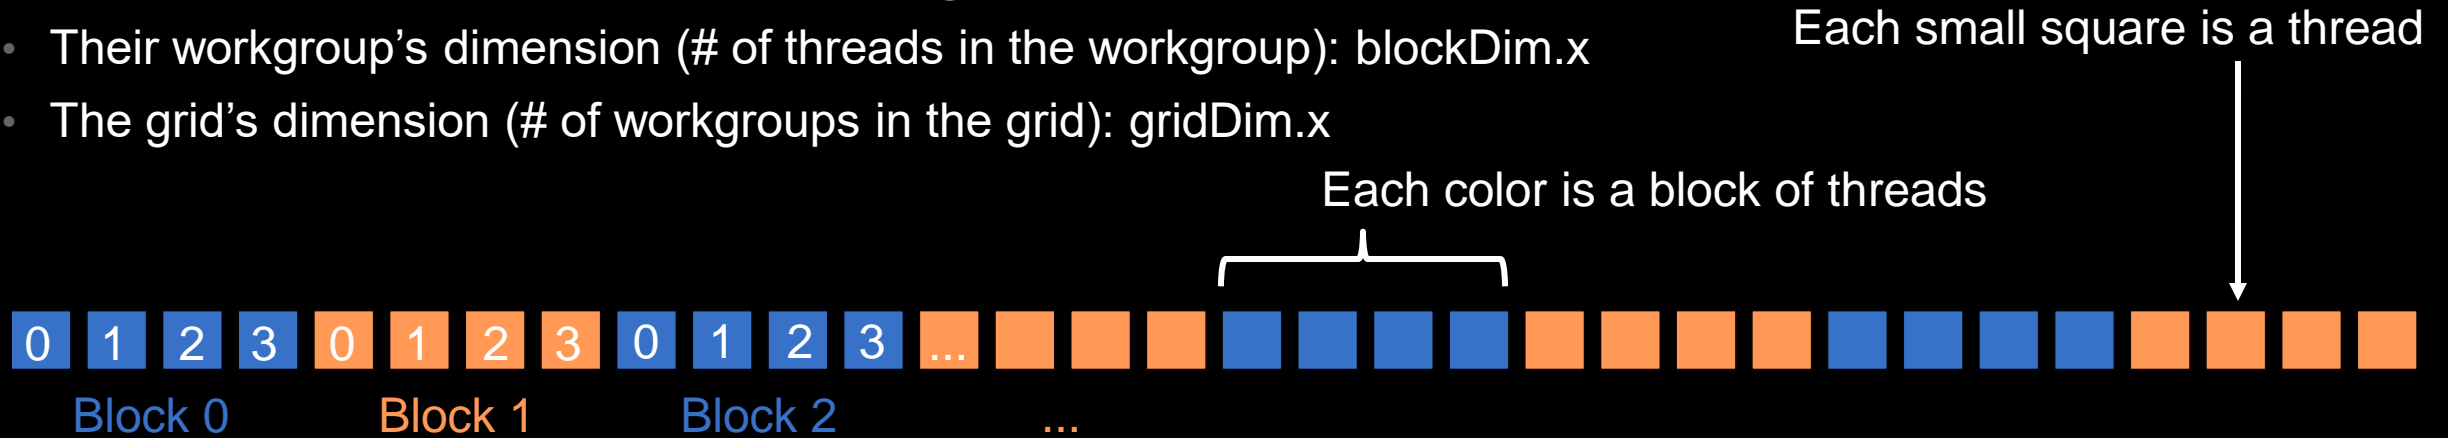 • Their workgroup’s dimension (# of threads in the workgroup): blockDim.x
Each small square is a thread
• The grid’s dimension (# of workgroups in the grid): gridDim.x
Each color is a block of threads
0 1 2 3 0 1 2 3 0 1 2 3 ...
Block 0 Block 1 Block 2 ...